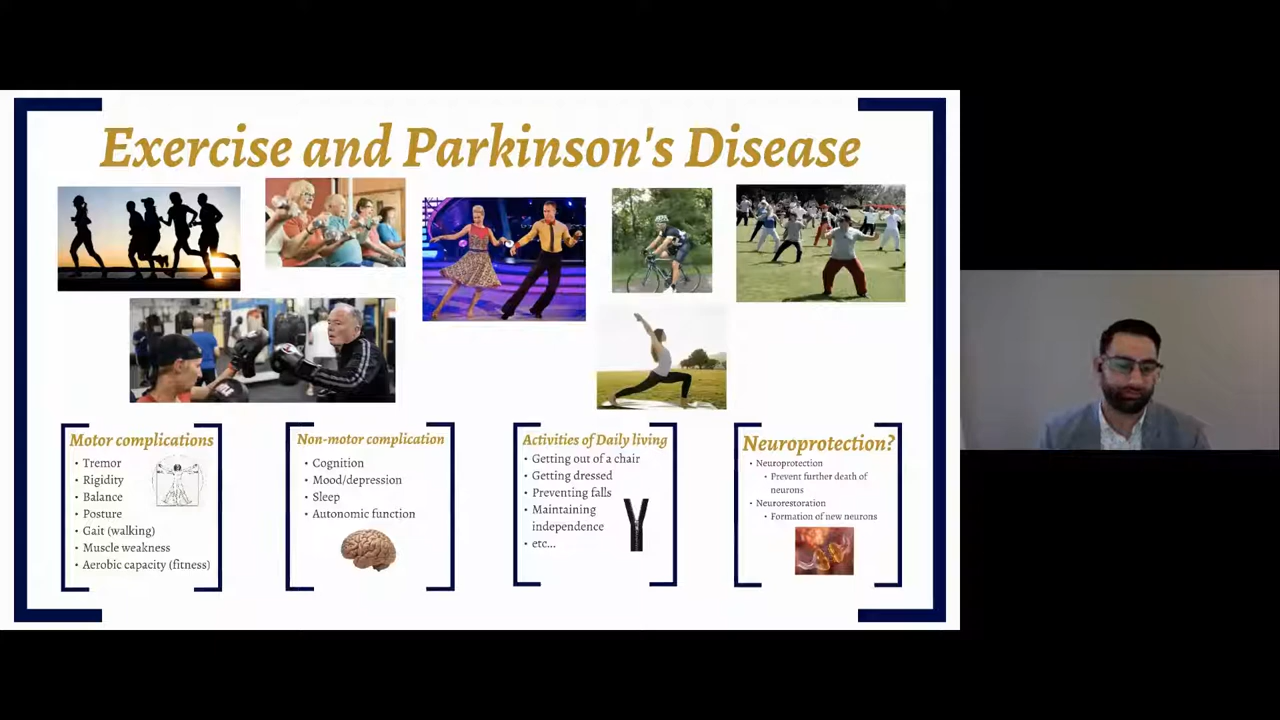 Exercise and Parkinson's Disease
Motor complications
• Tremor
• Rigidity
• Balance
• Posture
• Gait (walking)
• Muscle weakness
• Aerobic capacity (fitness)
Non-motor complication
• Cognition
• Mood/depression
• Sleep
• Autonomic function
Activities of Daily living
• Getting out of a chair
• Getting dressed
• Preventing falls
• Maintaining
independence
• etc...
Neuroprotection?
• Neuroprotection
• Prevent further death of
neurons
• Neurorestoration
• Formation of new neurons